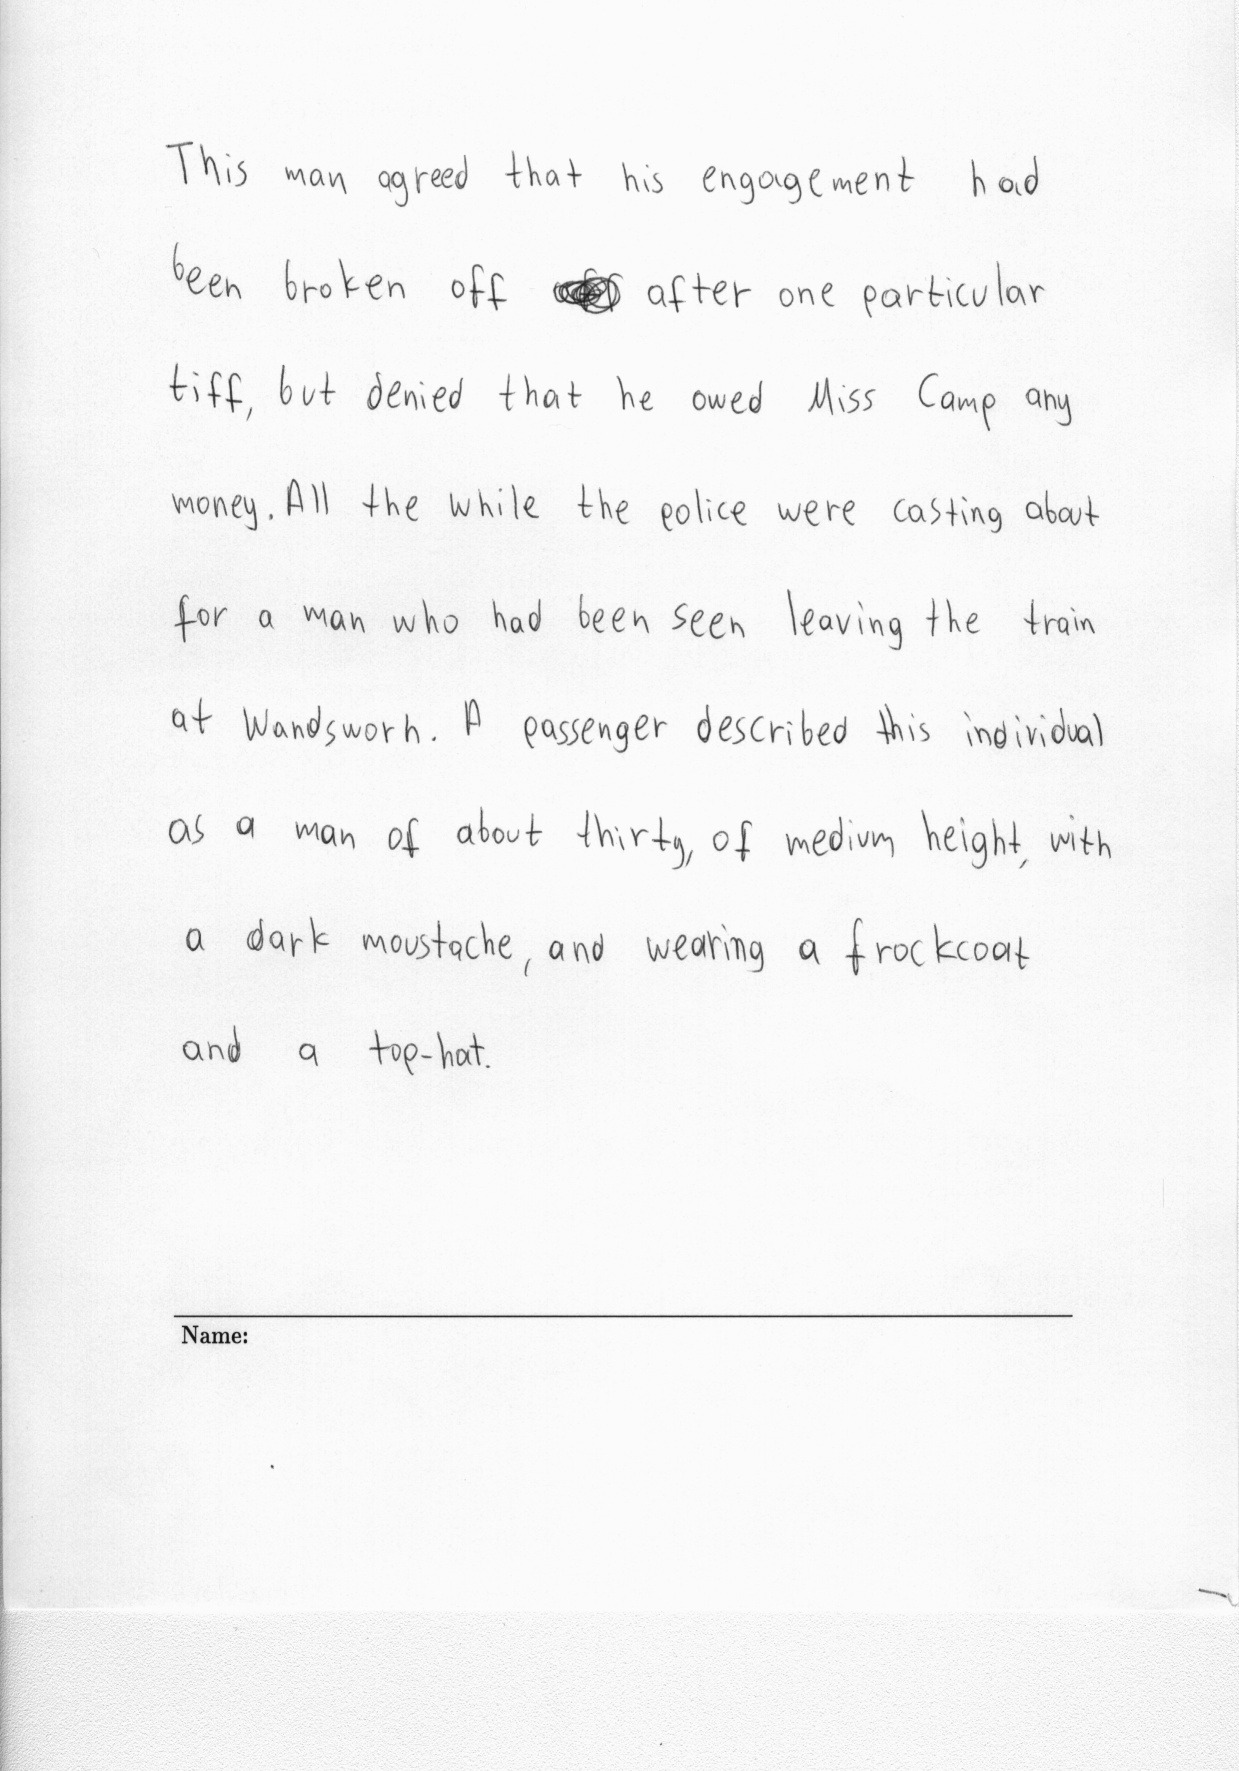 This man agreed that his engagement had
been broken off after one particular
tiff, but denied that he owed Miss Camp any
money. All the while the police were casting about
for a man who had been seen leaving the train
at Wandsworh. A passenger described this individual
as a man of about thirty, of medium height, with
a dark moustache, and wearing a frockcoat
and a top-hat.
Name: